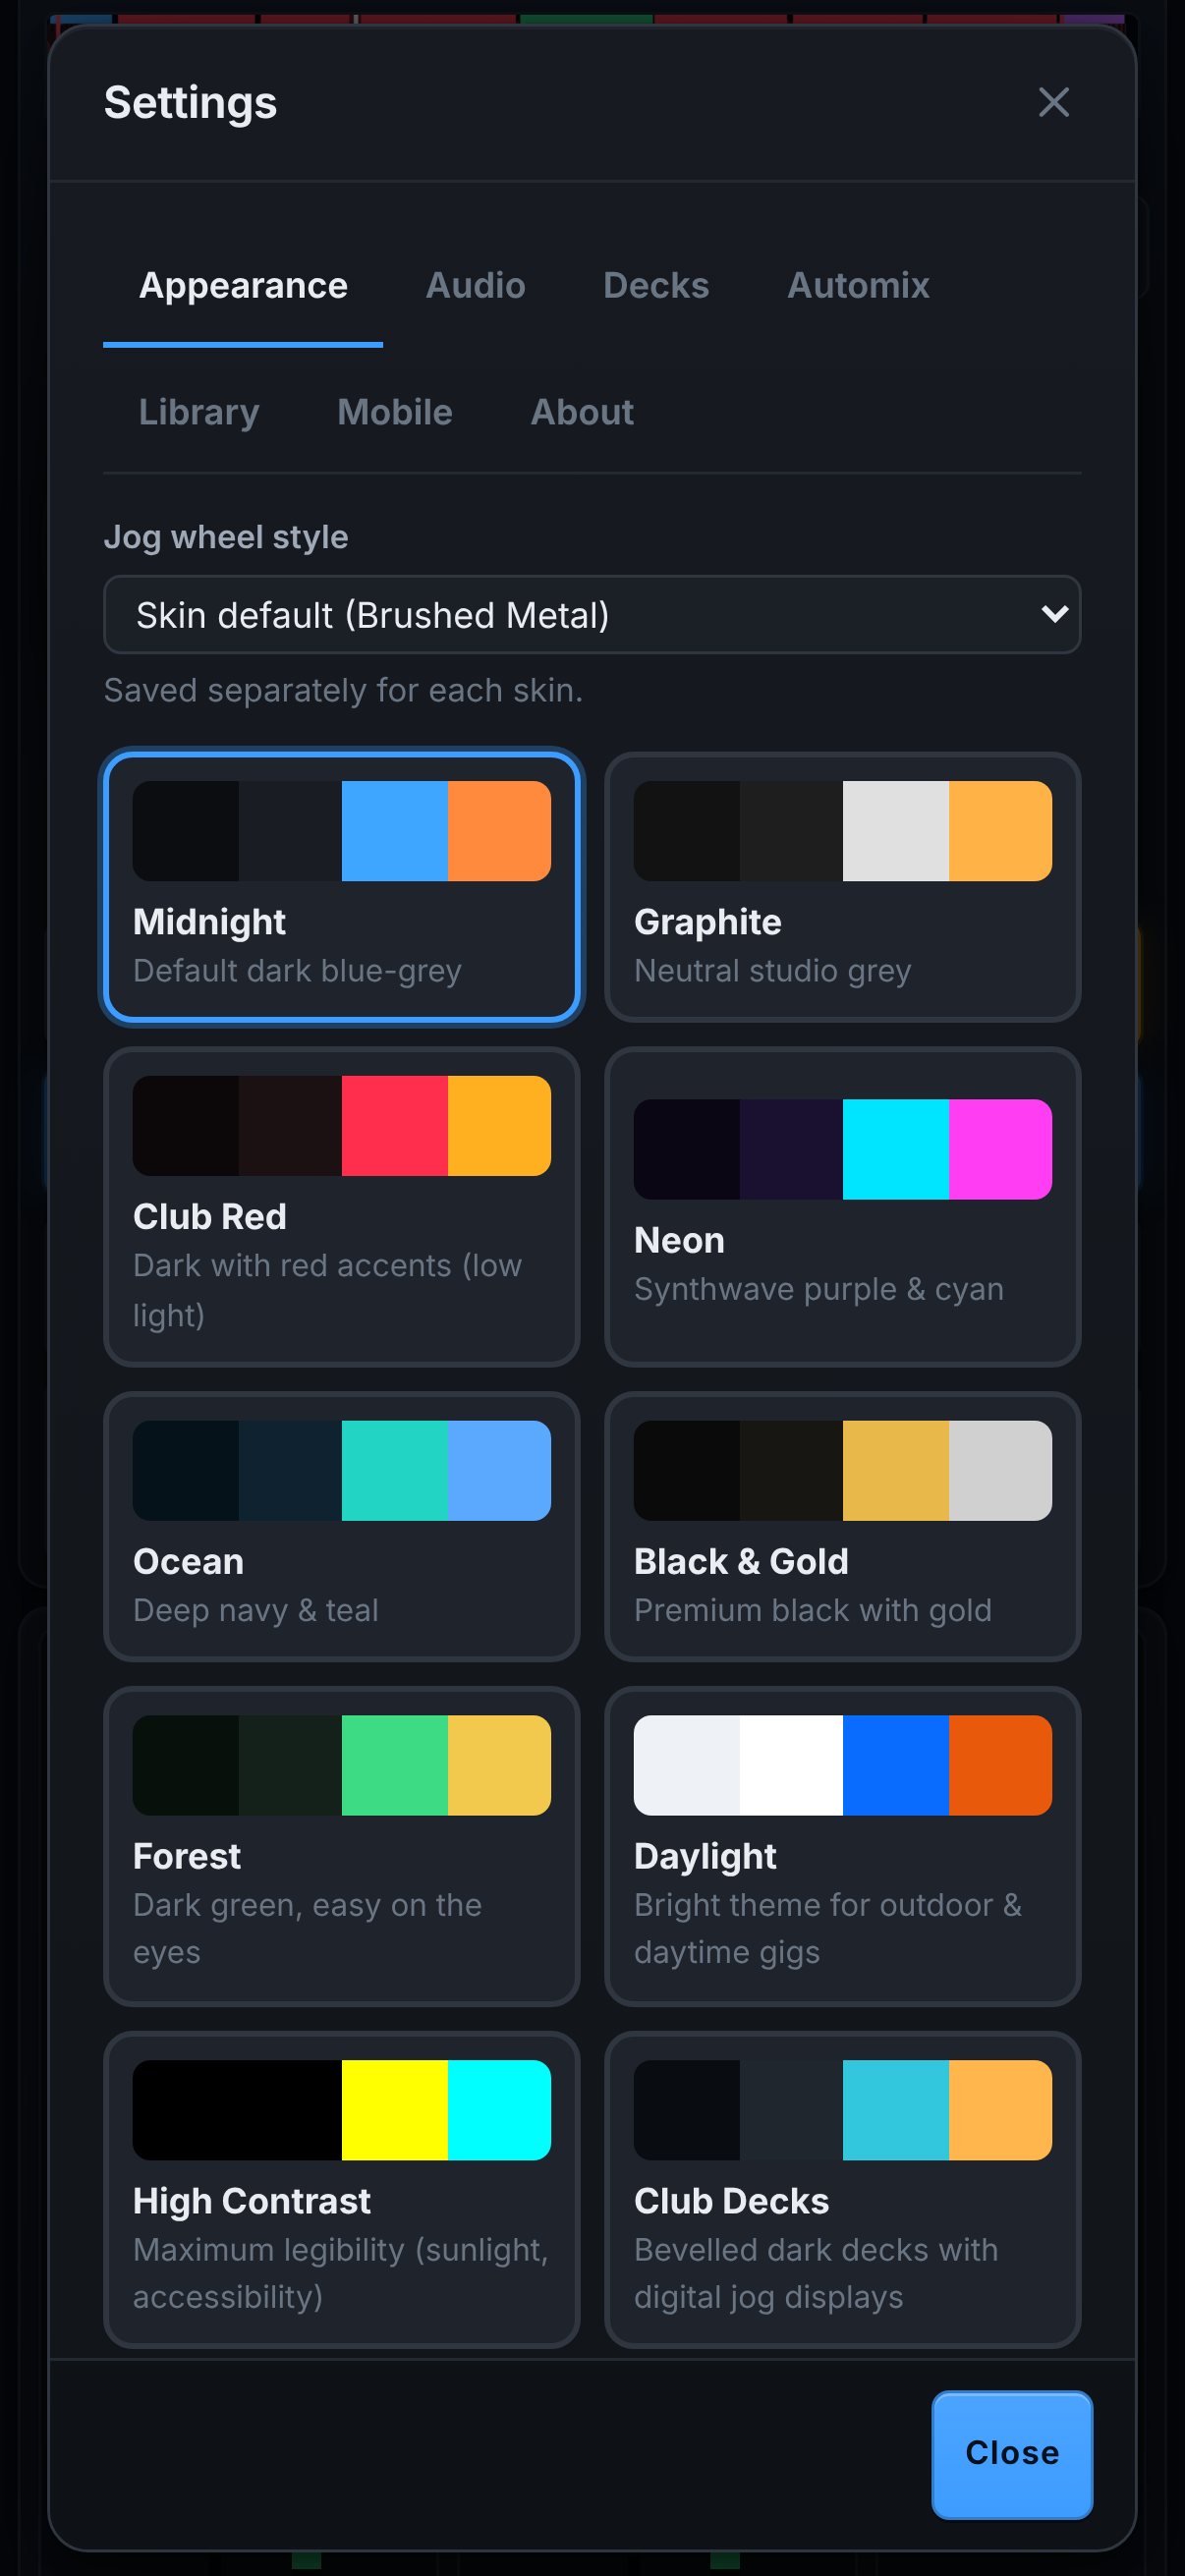 Settings
Appearance
Audio
Decks
Automix
Library
Mobile
About
Jog wheel style
Skin default (Brushed Metal)
Saved separately for each skin.
Midnight
Default dark blue-grey
Graphite
Neutral studio grey
Club Red
Dark with red accents (low
light)
Neon
Synthwave purple & cyan
Ocean
Deep navy & teal
Black & Gold
Premium black with gold
Forest
Dark green, easy on the
eyes
Daylight
Bright theme for outdoor &
daytime gigs
High Contrast
Maximum legibility (sunlight,
accessibility)
Club Decks
Bevelled dark decks with
digital jog displays
Close